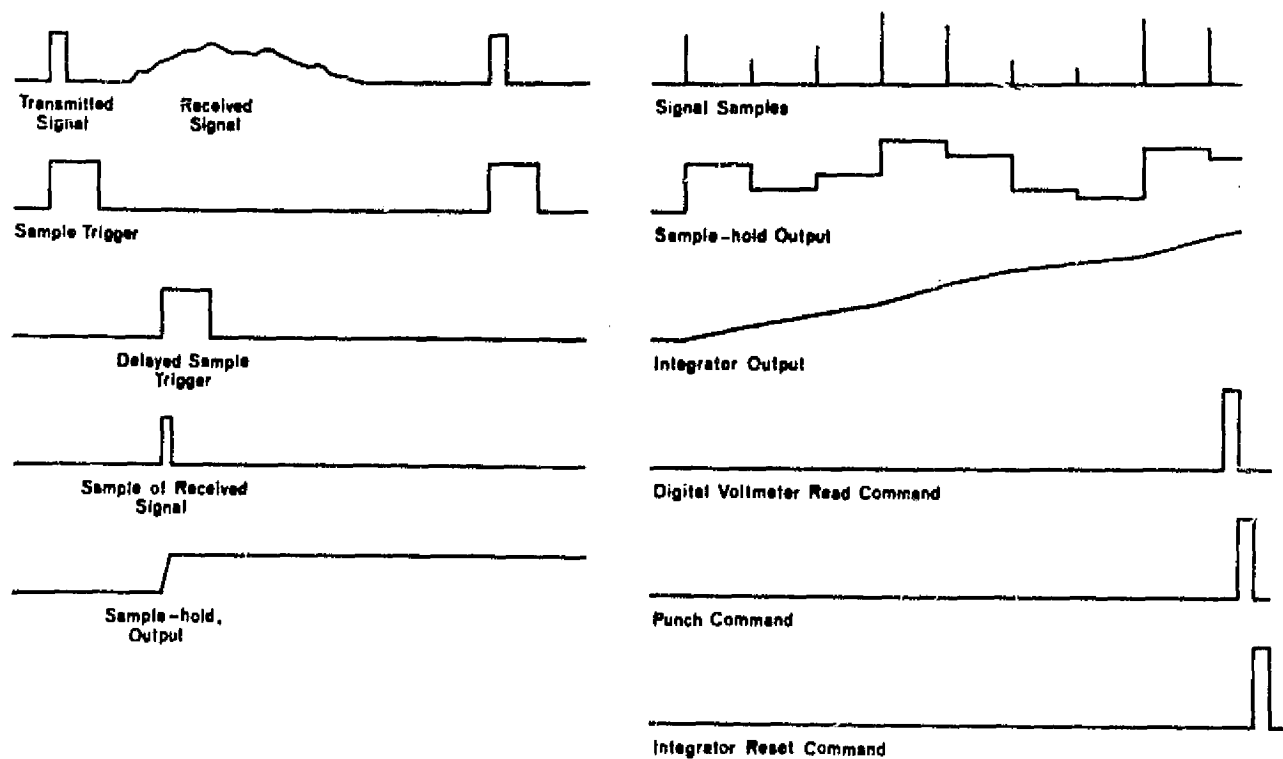 Transmitted
Signal
Received
Signal
Sample Trigger
Delayed Sample
Trigger
Sample of Received
Signal
Sample-hold,
Output
Signal Samples
Sample-hold Output
Integrator Output
Digital Voltmeter Read Command
Punch Command
Integrator Reset Command